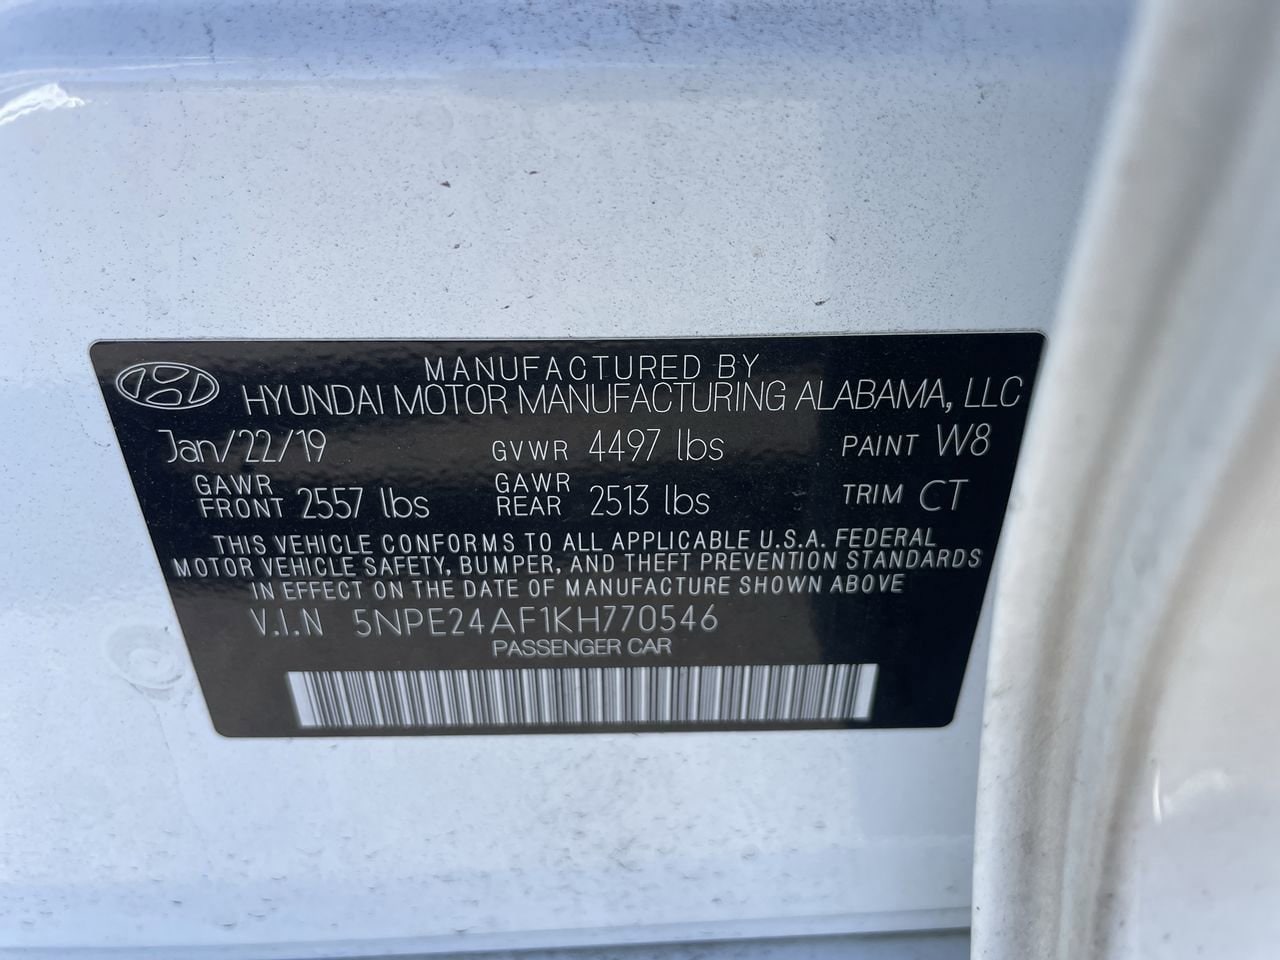 MANUFACTURED BY
HYUNDAI MOTOR MANUFACTURING ALABAMA, LLC
Jan/22/19 GVWR 4497 lbs PAINT W8
GAWR FRONT 2557 lbs GAWR REAR 2513 lbs TRIM CT
THIS VEHICLE CONFORMS TO ALL APPLICABLE U.S.A. FEDERAL
MOTOR VEHICLE SAFETY, BUMPER, AND THEFT PREVENTION STANDARDS
IN EFFECT ON THE DATE OF MANUFACTURE SHOWN ABOVE
V.I.N 5NPE24AF1KH770546
PASSENGER CAR